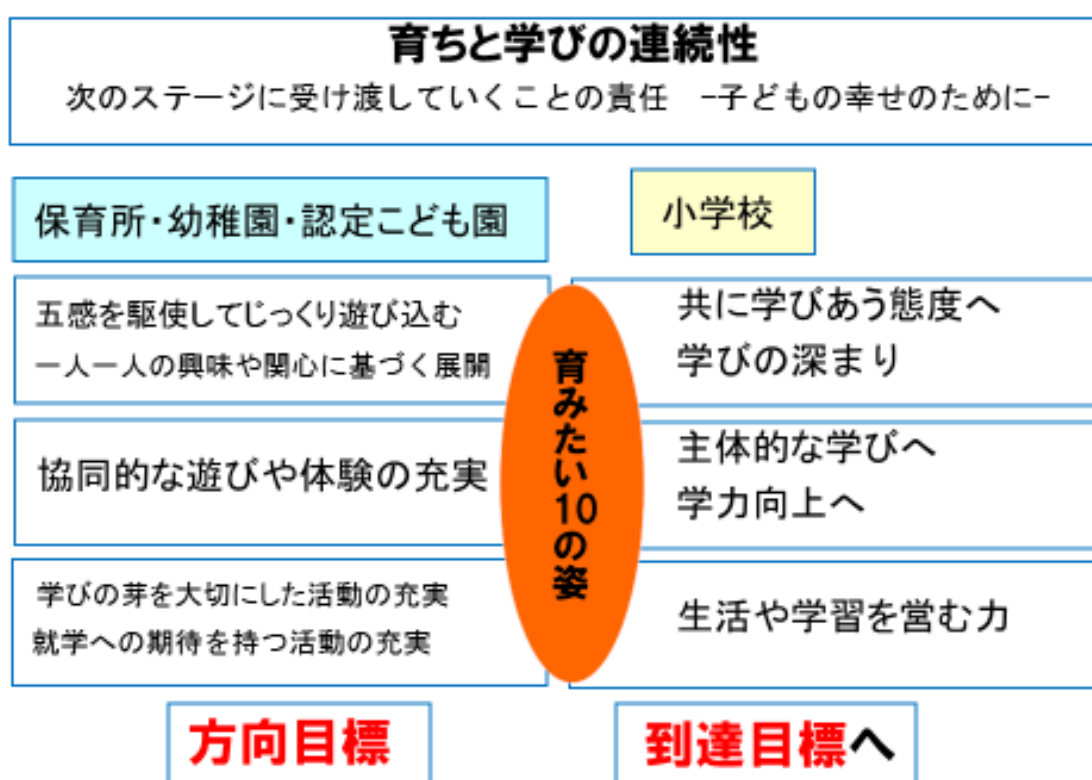 育ちと学びの連続性
次のステージに受け渡していくことの責任　-子どもの幸せのために-
保育所・幼稚園・認定こども園
小学校
五感を駆使してじっくり遊び込む
一人一人の興味や関心に基づく展開
共に学びあう態度へ
学びの深まり
育みたい10の姿
協同的な遊びや体験の充実
主体的な学びへ
学力向上へ
学びの芽を大切にした活動の充実
就学への期待を持つ活動の充実
生活や学習を営む力
方向目標
到達目標へ